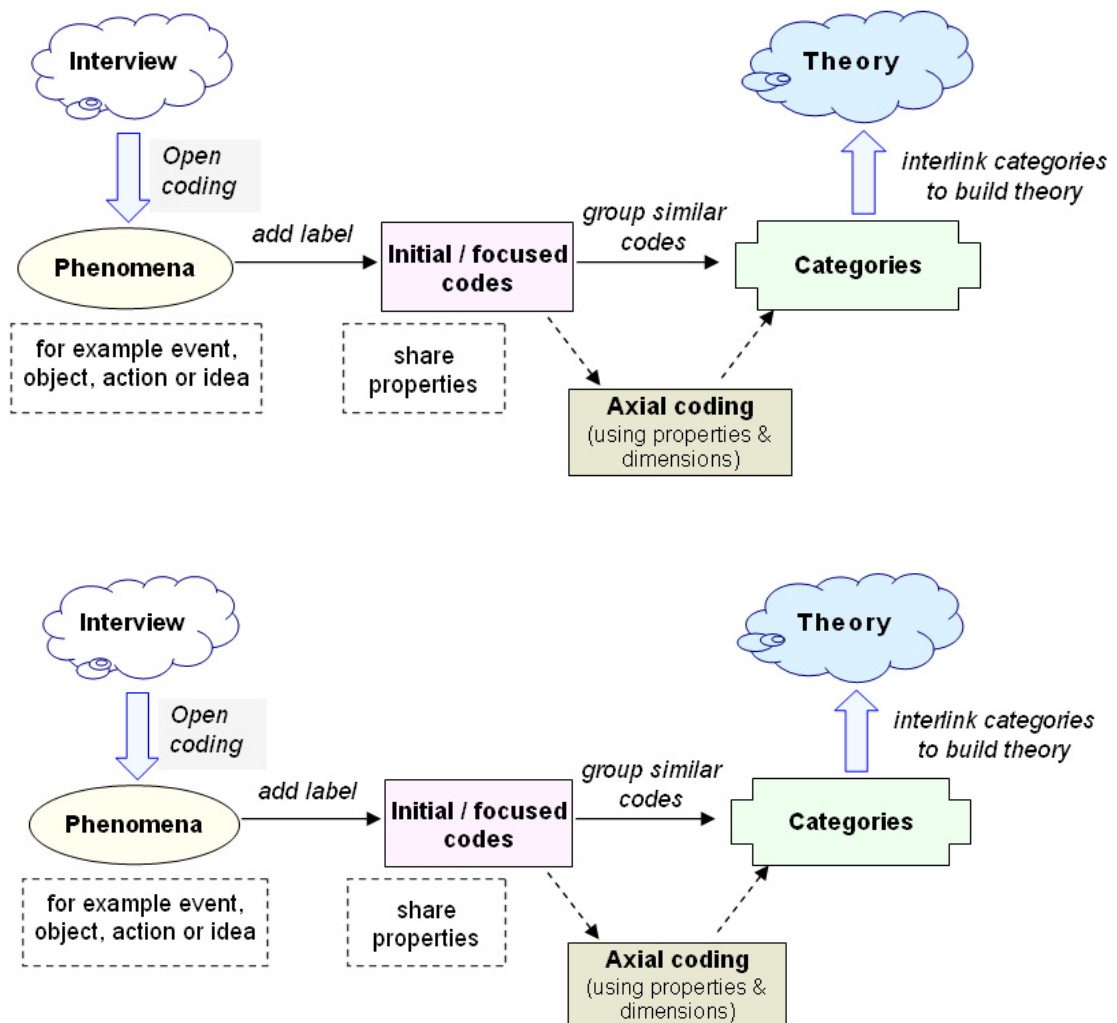 Interview
Theory
Open
coding
interlink categories
to build theory
add label
group similar
codes
Phenomena
Initial / focused
codes
Categories
for example event,
object, action or idea
share
properties
Axial coding
(using properties &
dimensions)
Interview
Theory
Open
coding
interlink categories
to build theory
add label
group similar
codes
Phenomena
Initial / focused
codes
Categories
for example event,
object, action or idea
share
properties
Axial coding
(using properties &
dimensions)